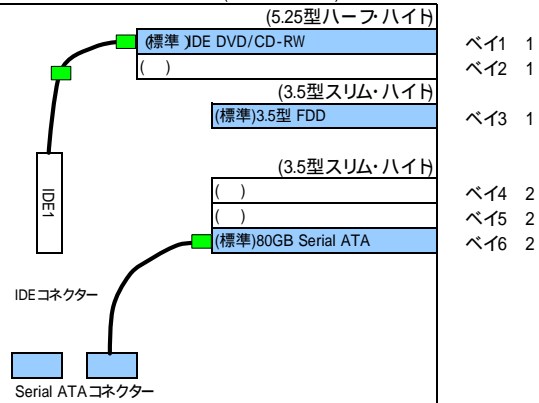 (5.25型ハーフ・ハイト)
(標準)IDE DVD/CD-RW ベイ1 1
( ) ベイ2 1
(3.5型スリム・ハイト)
(標準)3.5型 FDD ベイ3 1
(3.5型スリム・ハイト)
( ) ベイ4 2
( ) ベイ5 2
(標準)80GB Serial ATA ベイ6 2
IDE1
IDEコネクター
Serial ATAコネクター